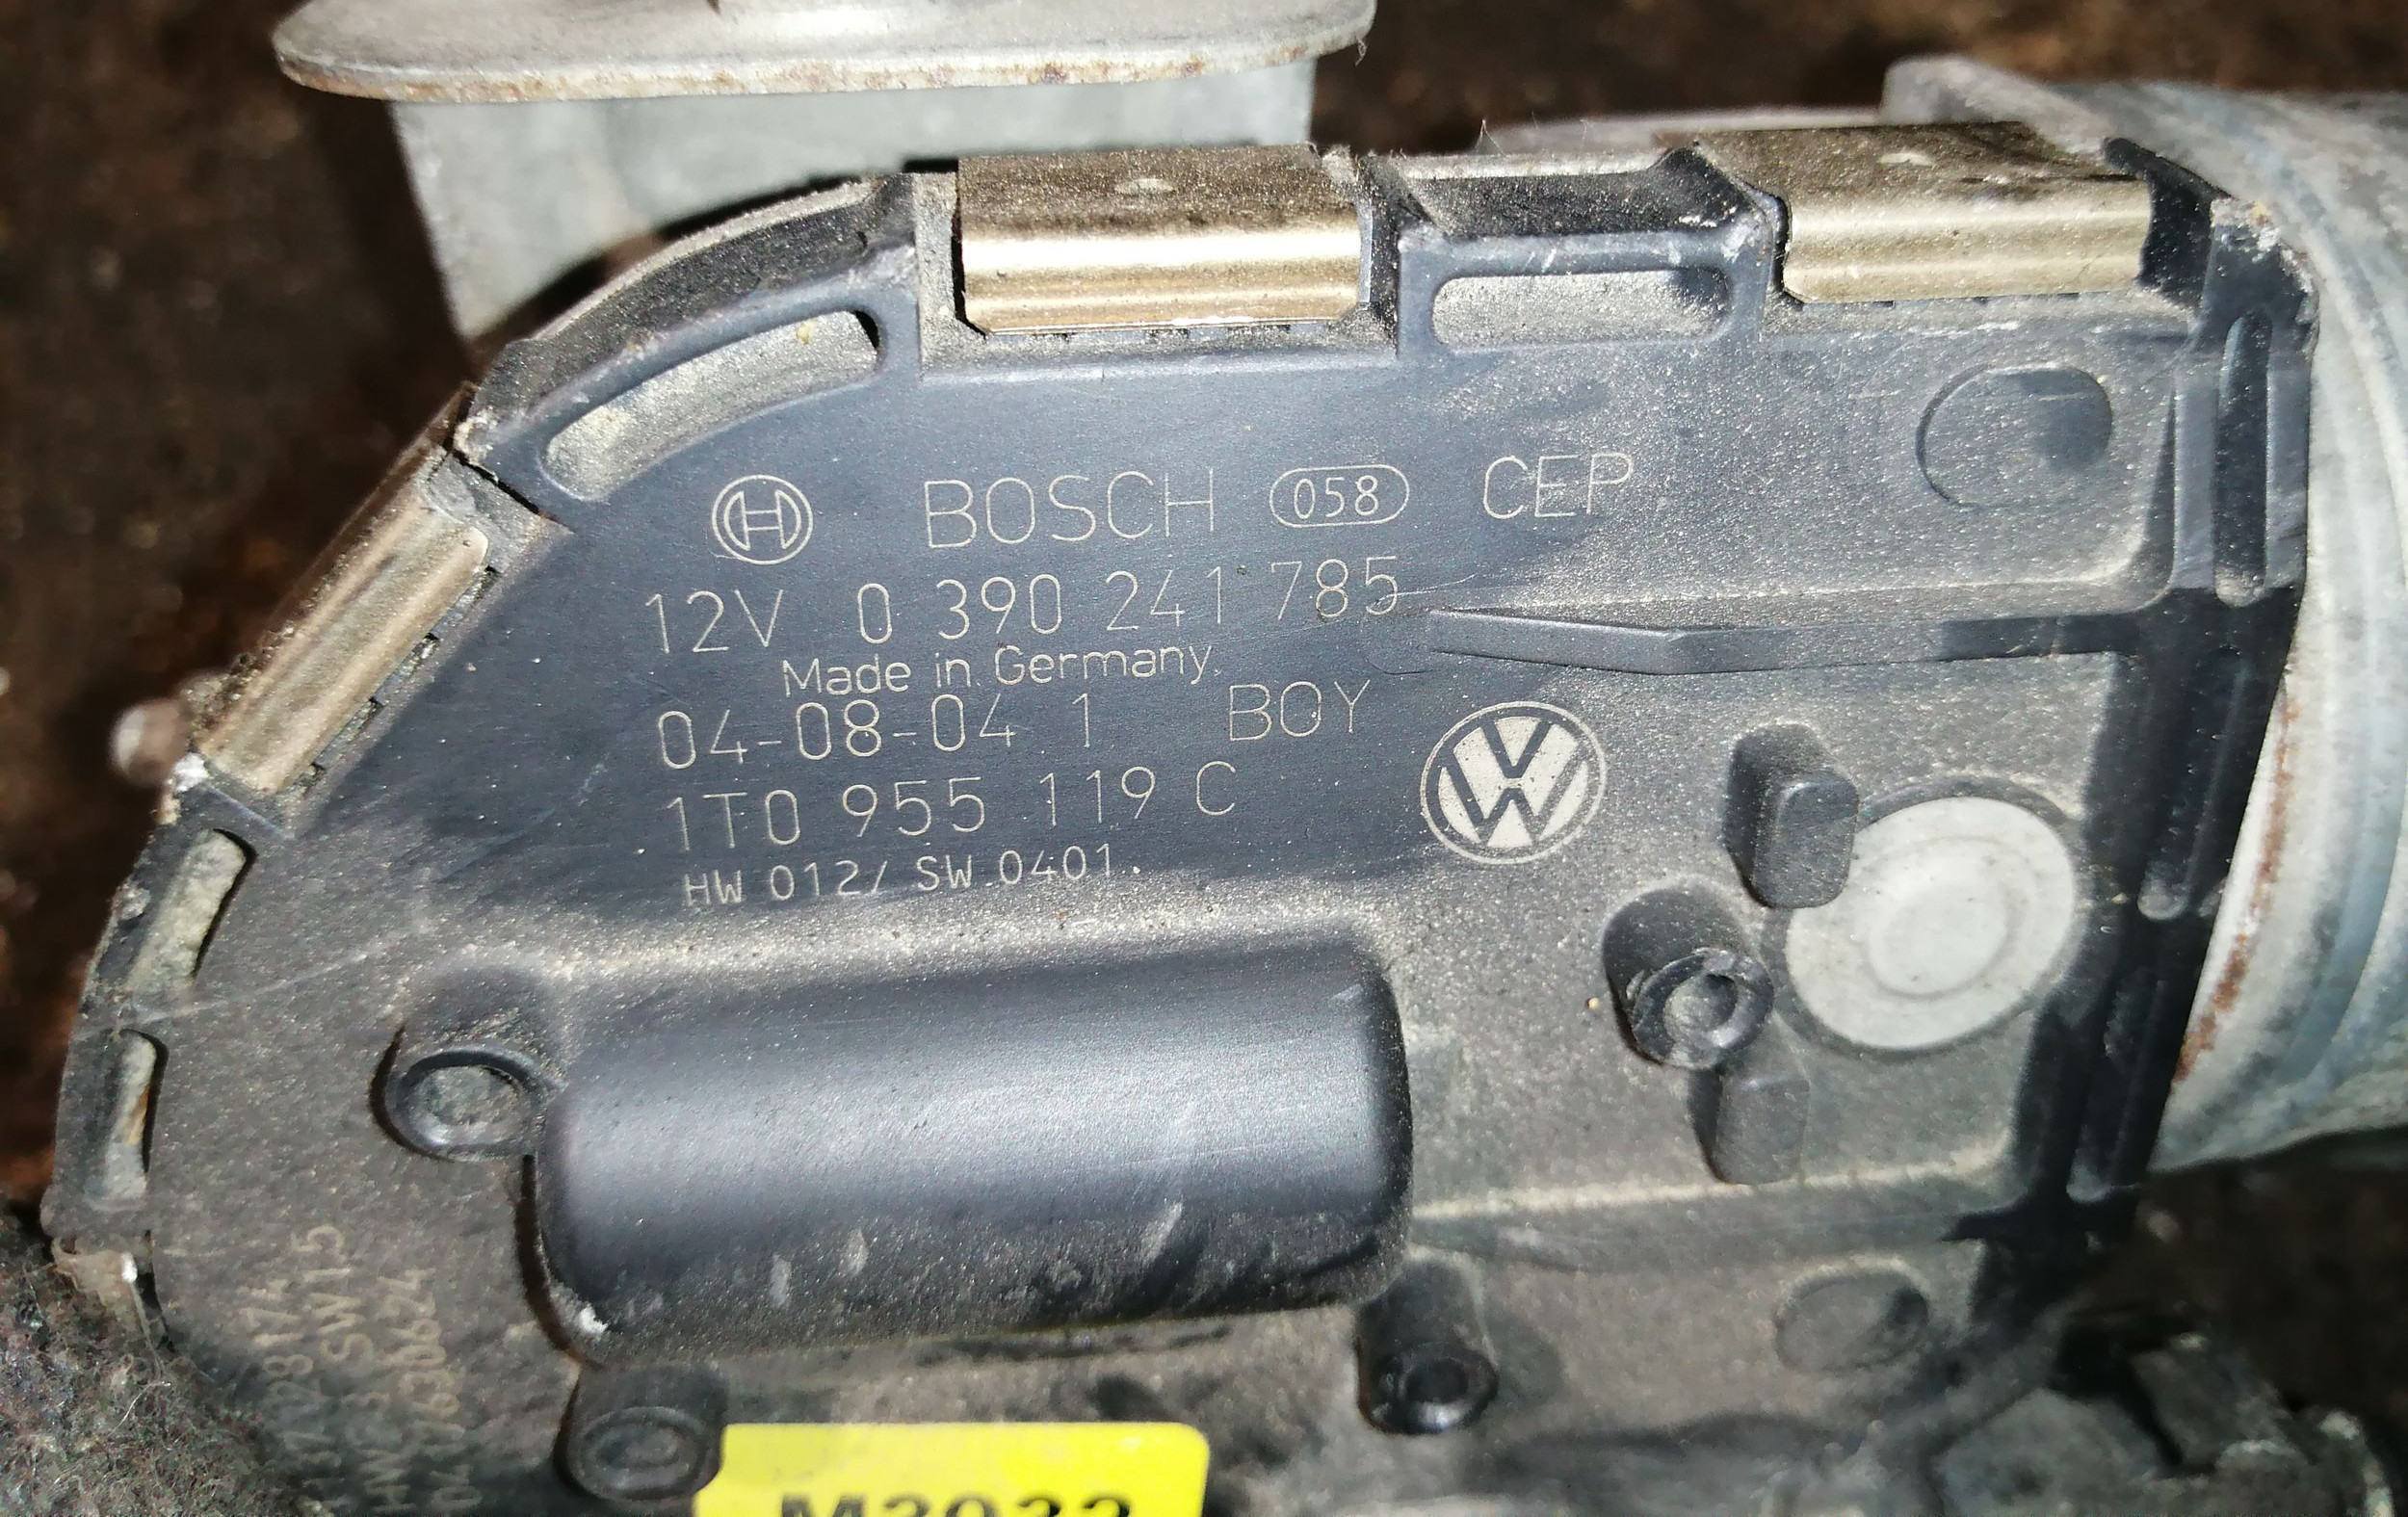 BOSCH 058 CEP
12V 0 390 241 785
Made in Germany
04-08-04 1 BOY
1T0 955 119 C
HW 012/ SW 0401
SW15